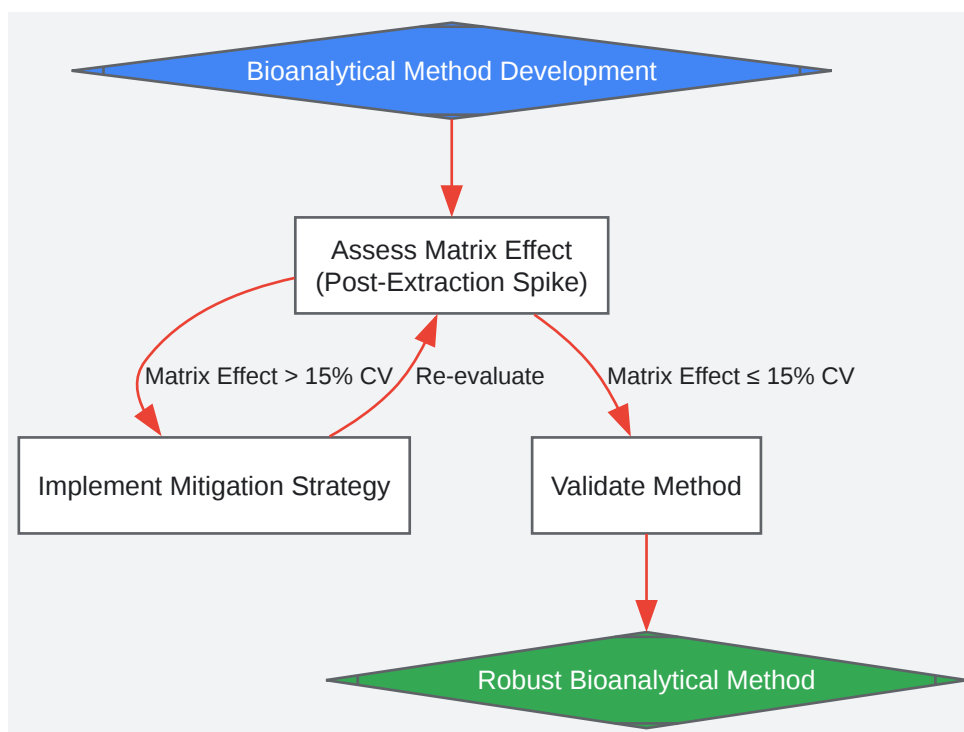 Bioanalytical Method Development
Assess Matrix Effect
(Post-Extraction Spike)
Matrix Effect > 15% CV
Re-evaluate
Matrix Effect ≤ 15% CV
Implement Mitigation Strategy
Validate Method
Robust Bioanalytical Method